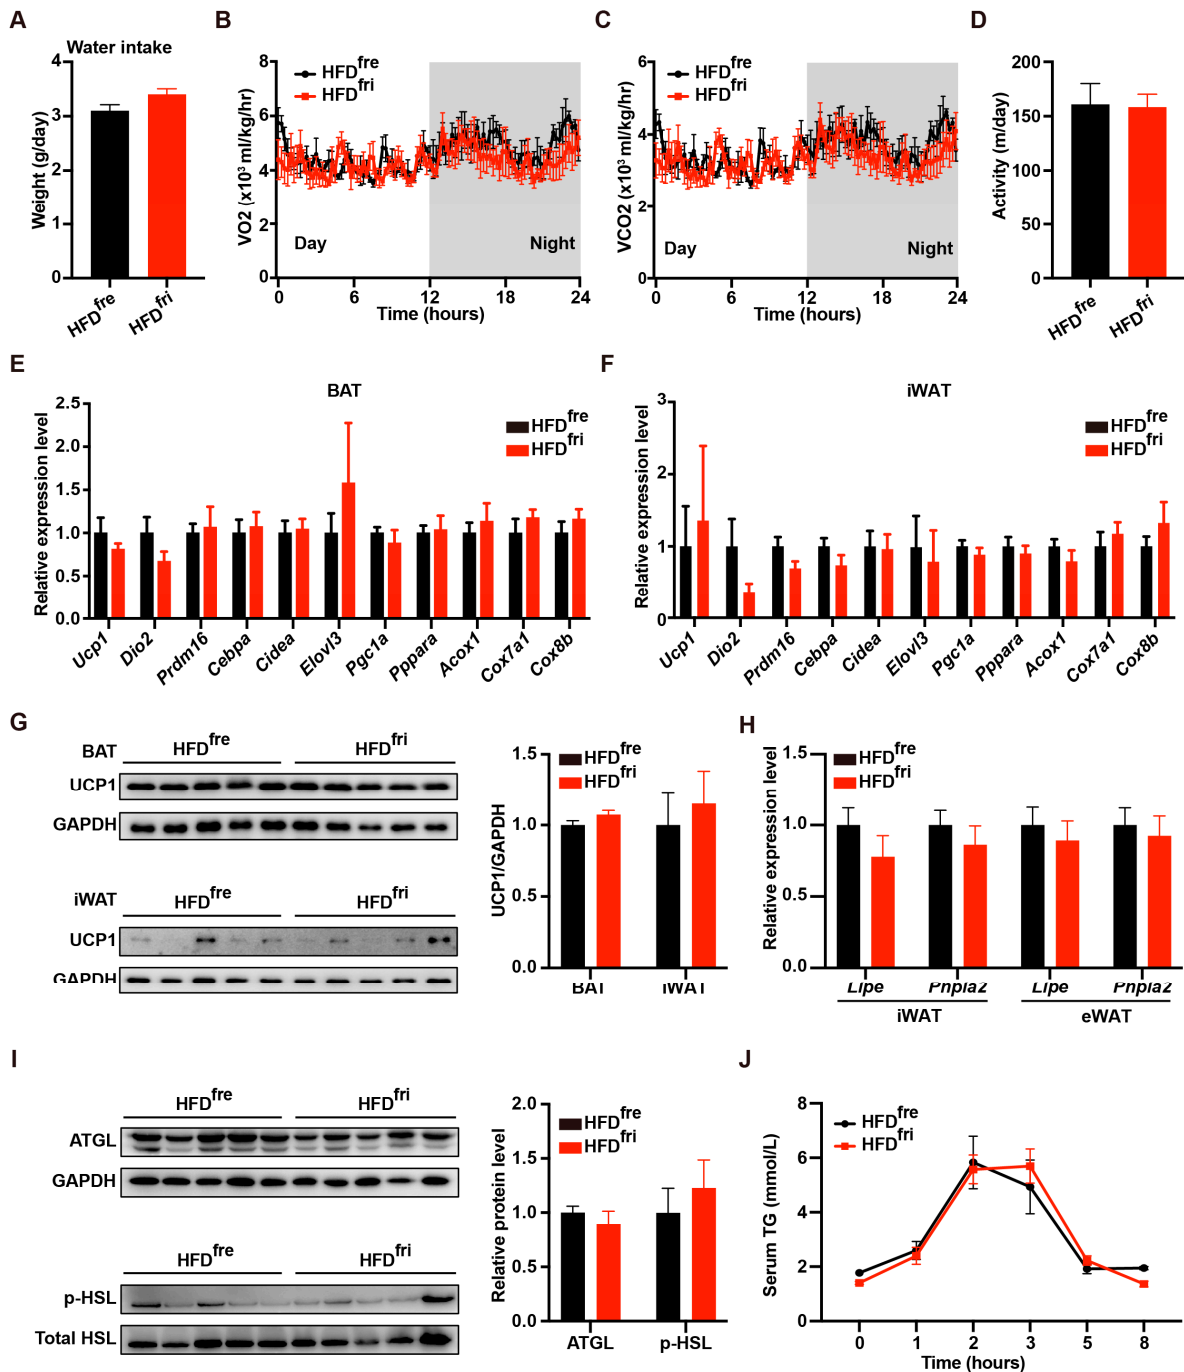 A
Water intake
Weight (g/day)
4
3
2
1
0
HFDfre
HFDfri
B
VO2 (x10³ ml/kg/hr)
8
6
4
2
0
HFDfre
HFDfri
Day
Night
0
6
12
18
24
Time (hours)
C
VCO2 (x10³ ml/kg/hr)
6
4
2
0
HFDfre
HFDfri
Day
Night
0
6
12
18
24
Time (hours)
D
Activity (m/day)
200
150
100
50
0
HFDfre
HFDfri
E
BAT
Relative expression level
2.5
2.0
1.5
1.0
0.5
0.0
HFDfre
HFDfri
Ucp1
Dio2
Prdm16
Cebpa
Cidea
Elovl3
Pgc1a
Pppara
Acox1
Cox7a1
Cox8b
F
iWAT
Relative expression level
3
2
1
0
HFDfre
HFDfri
Ucp1
Dio2
Prdm16
Cebpa
Cidea
Elovl3
Pgc1a
Pppara
Acox1
Cox7a1
Cox8b
G
BAT
HFDfre
HFDfri
UCP1
GAPDH
iWAT
HFDfre
HFDfri
UCP1
GAPDH
UCP1/GAPDH
1.5
1.0
0.5
0.0
HFDfre
HFDfri
BAT
iWAT
H
Relative expression level
1.5
1.0
0.5
0.0
HFDfre
HFDfri
Lipe
Pnpla2
Lipe
Pnpla2
iWAT
eWAT
I
HFDfre
HFDfri
ATGL
GAPDH
HFDfre
HFDfri
p-HSL
Total HSL
Relative protein level
2.0
1.5
1.0
0.5
0.0
HFDfre
HFDfri
ATGL
p-HSL
J
Serum TG (mmol/L)
8
6
4
2
0
HFDfre
HFDfri
0
1
2
3
5
8
Time (hours)